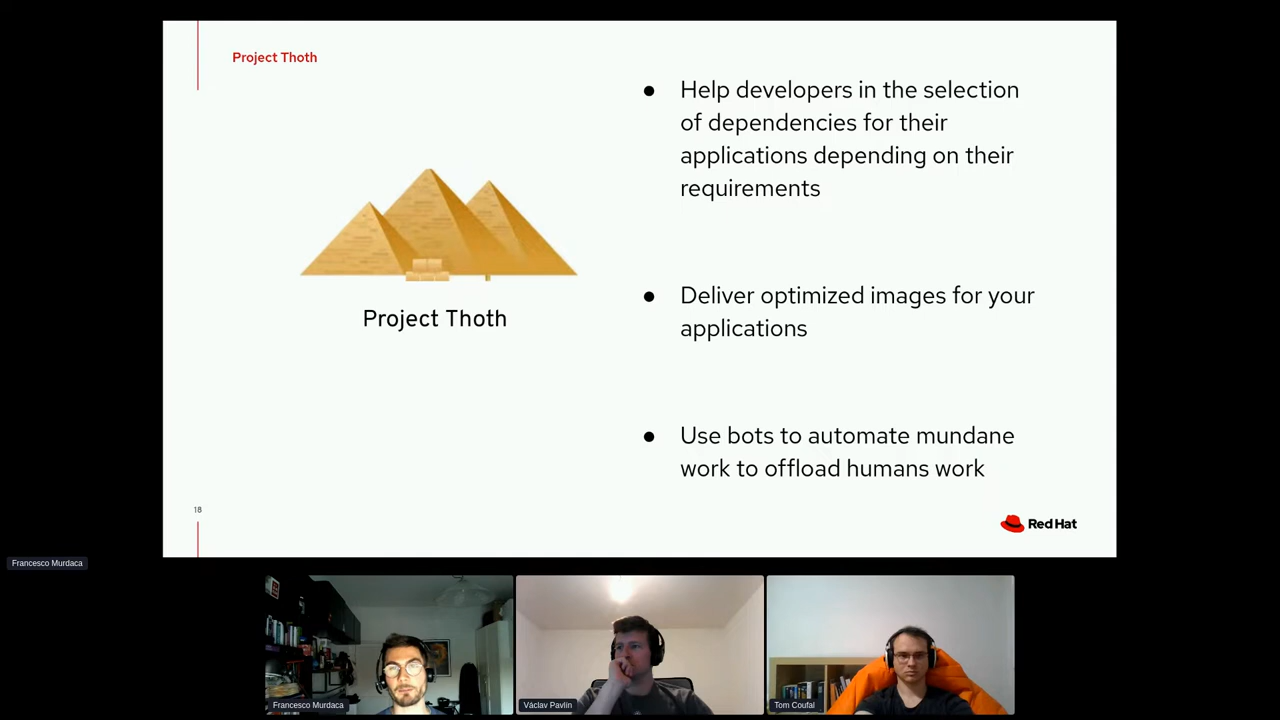 Project Thoth
● Help developers in the selection
of dependencies for their
applications depending on their
requirements
Project Thoth
● Deliver optimized images for your
applications
● Use bots to automate mundane
work to offload humans work
18
Red Hat
Francesco Murdaca
Francesco Murdaca
Václav Pavlín
Tom Coufal